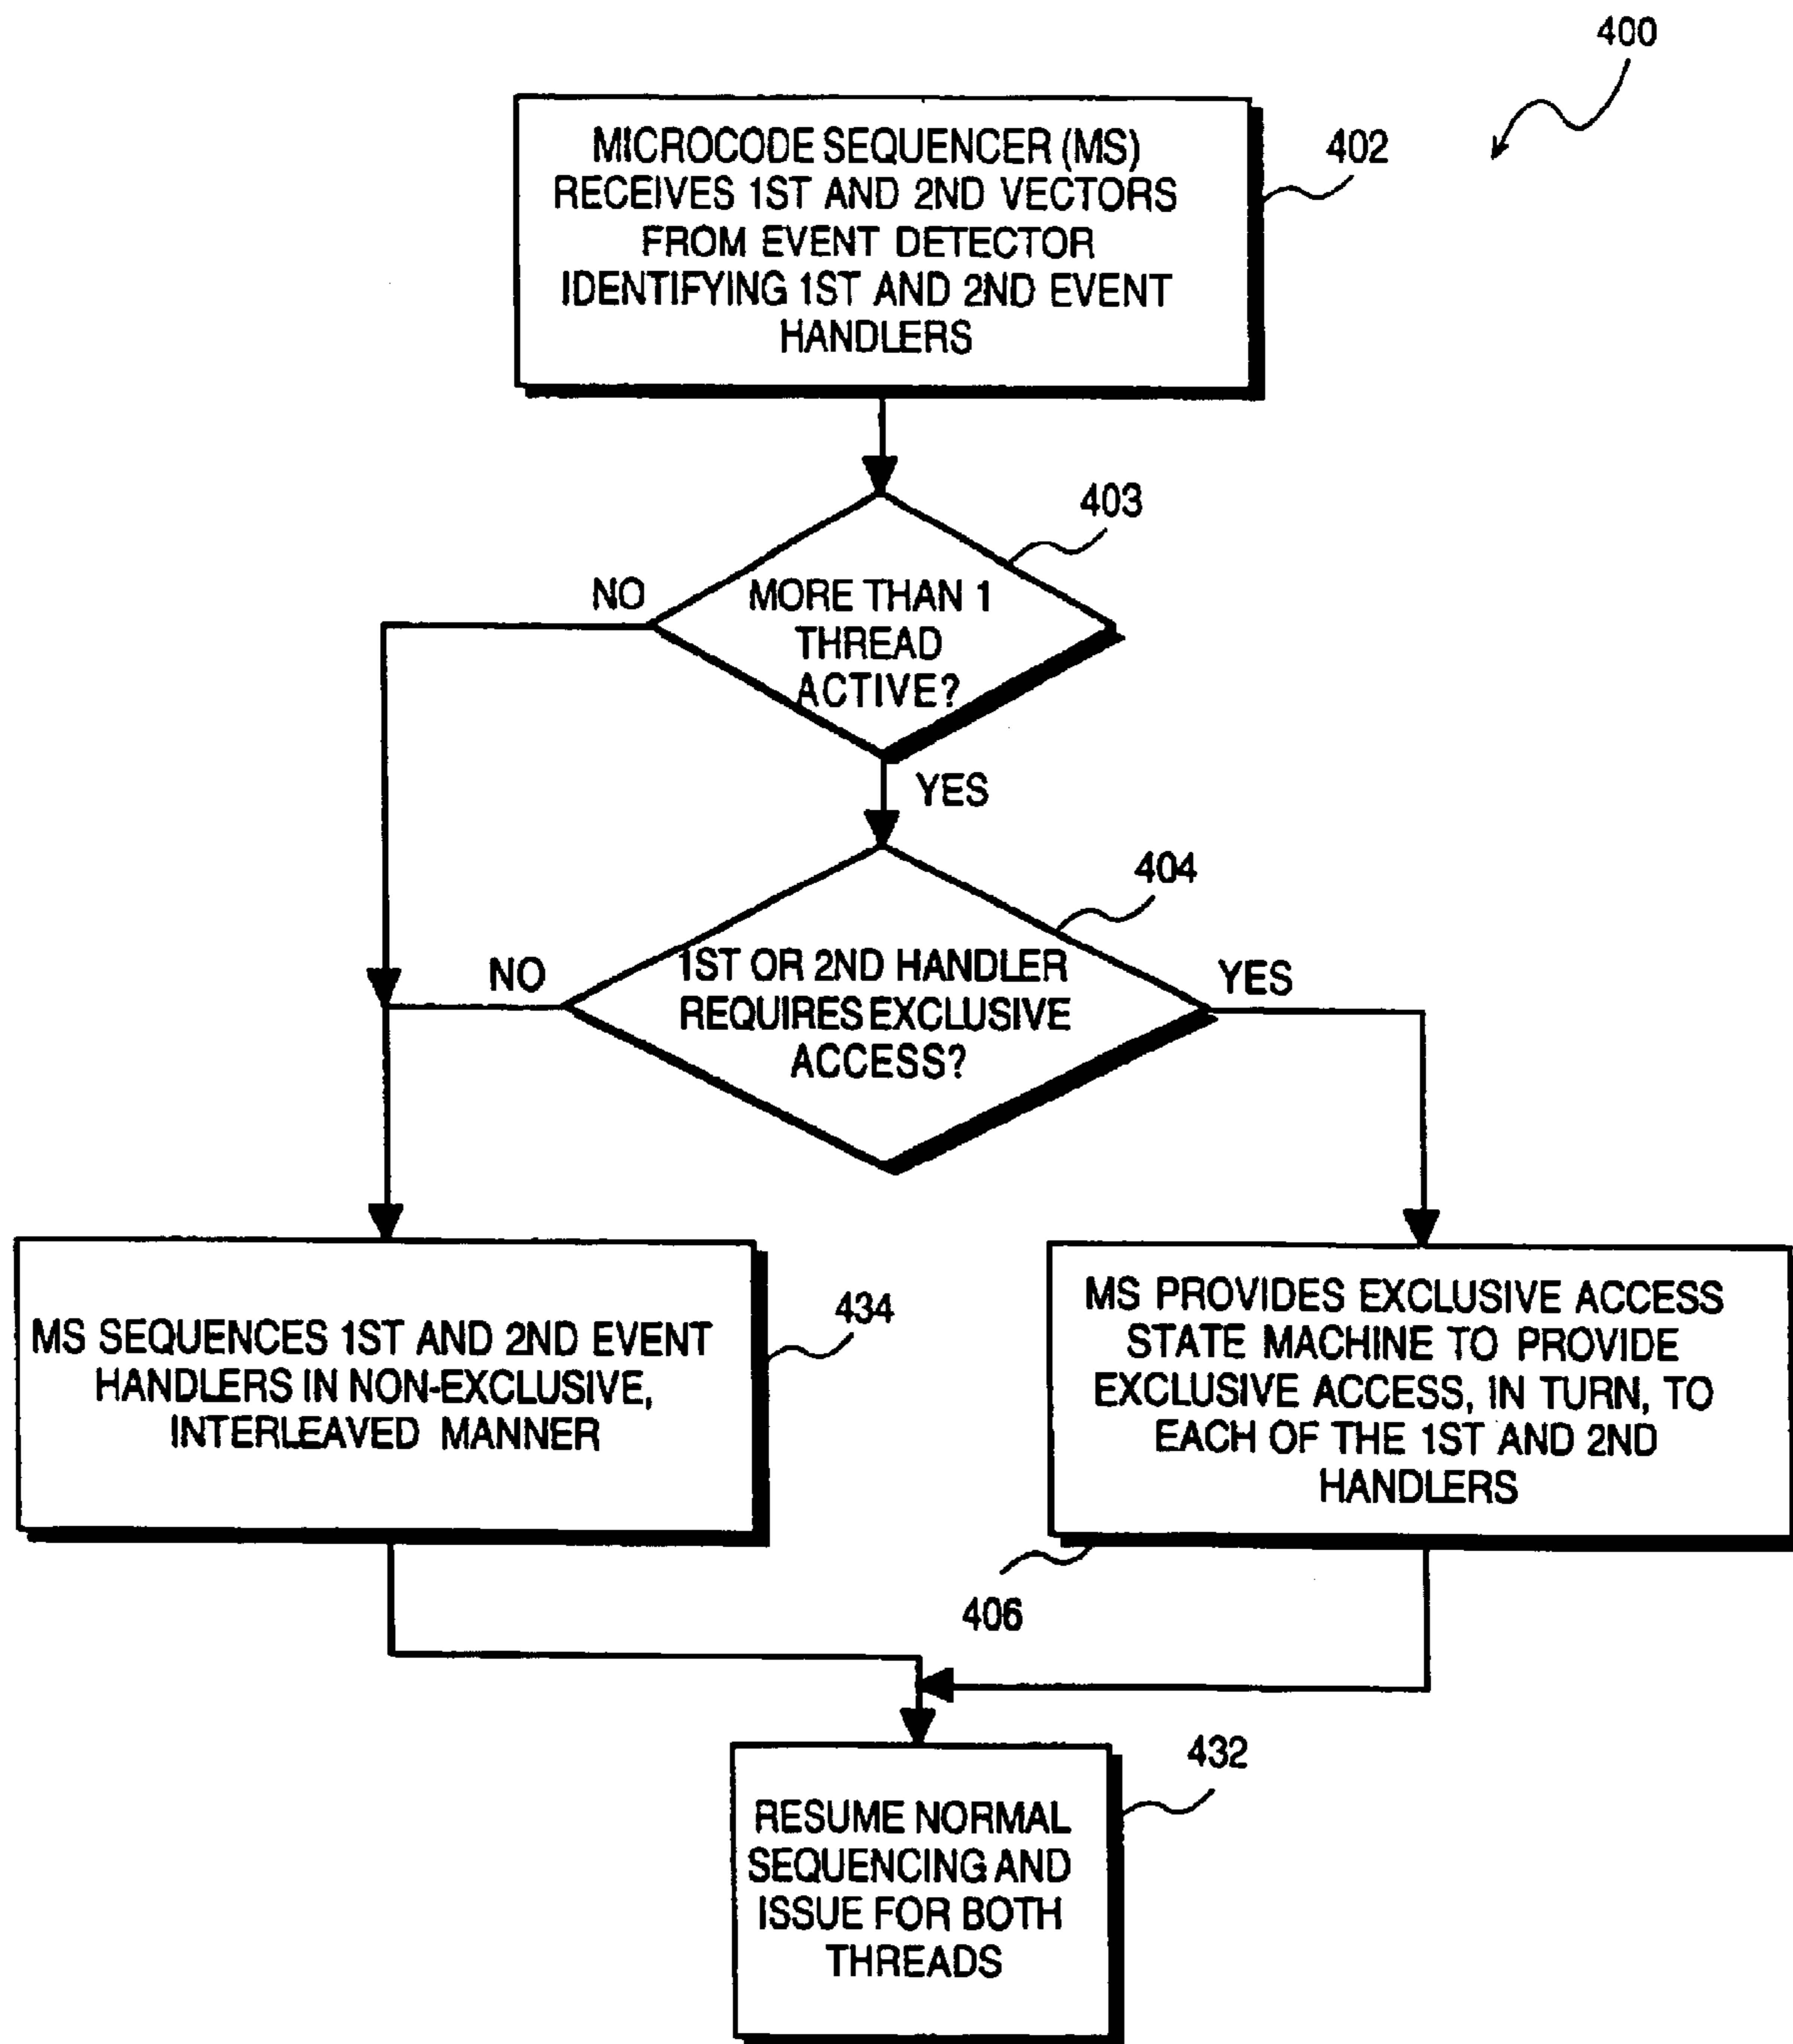 400
MICROCODE SEQUENCER (MS)
RECEIVES 1ST AND 2ND VECTORS
FROM EVENT DETECTOR
IDENTIFYING 1ST AND 2ND EVENT
HANDLERS
402
403
NO
MORE THAN 1
THREAD
ACTIVE?
YES
404
NO
1ST OR 2ND HANDLER
REQUIRES EXCLUSIVE
ACCESS?
YES
MS SEQUENCES 1ST AND 2ND EVENT
HANDLERS IN NON-EXCLUSIVE,
INTERLEAVED MANNER
434
MS PROVIDES EXCLUSIVE ACCESS
STATE MACHINE TO PROVIDE
EXCLUSIVE ACCESS, IN TURN, TO
EACH OF THE 1ST AND 2ND
HANDLERS
406
432
RESUME NORMAL
SEQUENCING AND
ISSUE FOR BOTH
THREADS